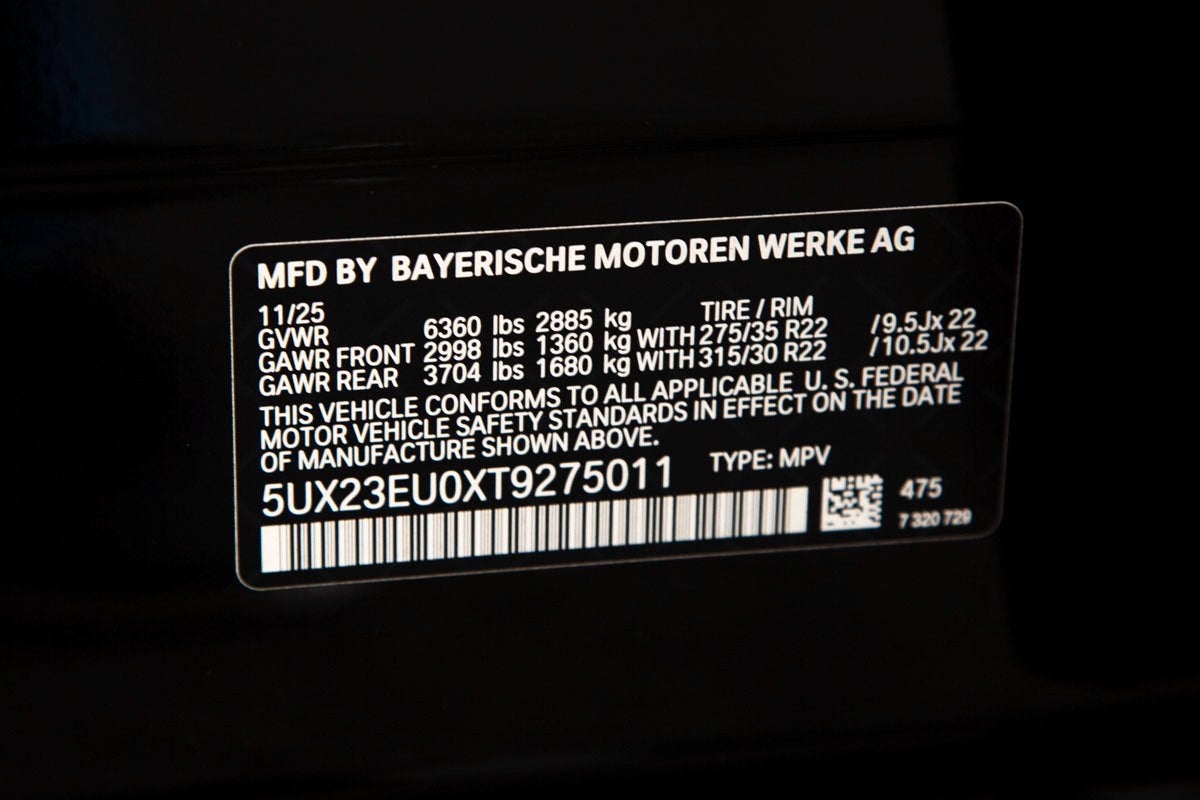 MFD BY BAYERISCHE MOTOREN WERKE AG
11/25 TIRE / RIM
GVWR 6360 lbs 2885 kg
GAWR FRONT 2998 lbs 1360 kg WITH 275/35 R22 /9.5Jx 22
GAWR REAR 3704 lbs 1680 kg WITH 315/30 R22 /10.5Jx 22
THIS VEHICLE CONFORMS TO ALL APPLICABLE U. S. FEDERAL
MOTOR VEHICLE SAFETY STANDARDS IN EFFECT ON THE DATE
OF MANUFACTURE SHOWN ABOVE.
5UX23EU0XT9275011 TYPE: MPV
475
7 320 729